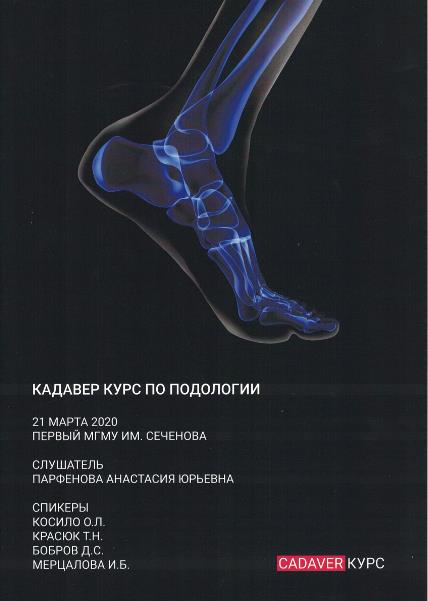 КАДАВЕР КУРС ПО ПОДОЛОГИИ
21 МАРТА 2020
ПЕРВЫЙ МГМУ ИМ. СЕЧЕНОВА
СЛУШАТЕЛЬ
ПАРФЕНОВА АНАСТАСИЯ ЮРЬЕВНА
СПИКЕРЫ
КОСИЛО О.Л.
КРАСЮК Т.Н.
БОБРОВ Д.С.
МЕРЦАЛОВА И.Б.
CADAVER КУРС